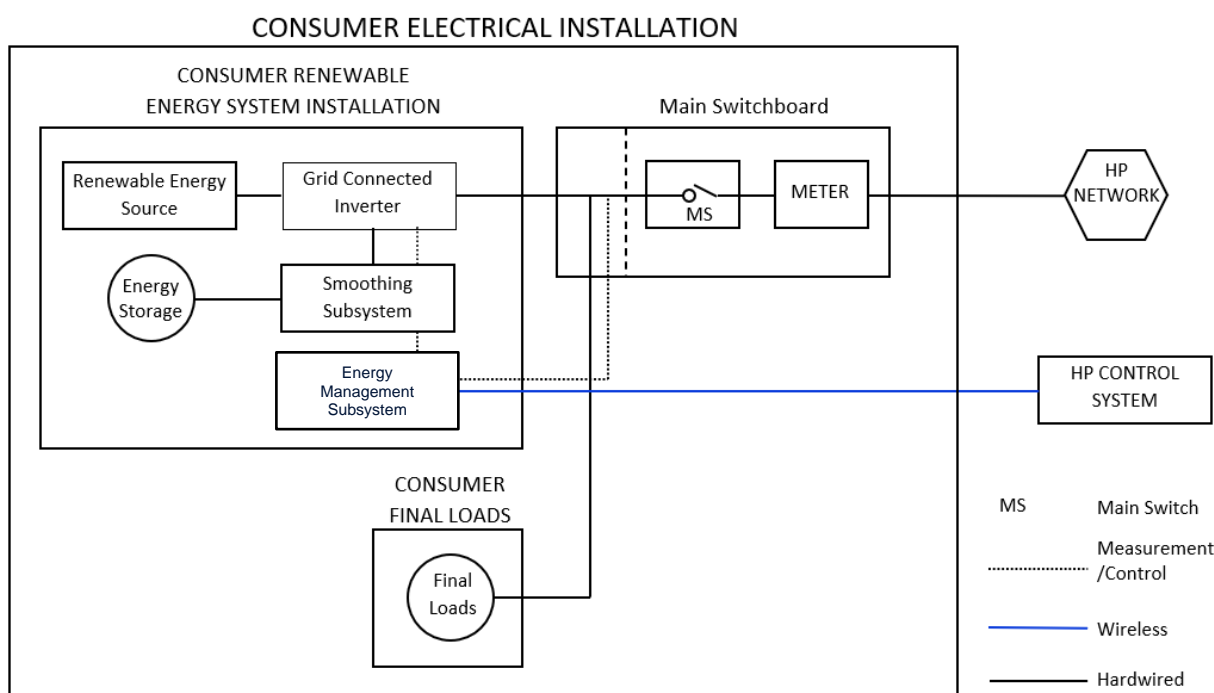 CONSUMER ELECTRICAL INSTALLATION
CONSUMER RENEWABLE
ENERGY SYSTEM INSTALLATION
Main Switchboard
Renewable Energy
Source
Grid Connected
Inverter
MS
METER
HP
NETWORK
Energy
Storage
Smoothing
Subsystem
Energy
Management
Subsystem
HP CONTROL
SYSTEM
CONSUMER
FINAL LOADS
Final
Loads
MS Main Switch
Measurement
/Control
Wireless
Hardwired